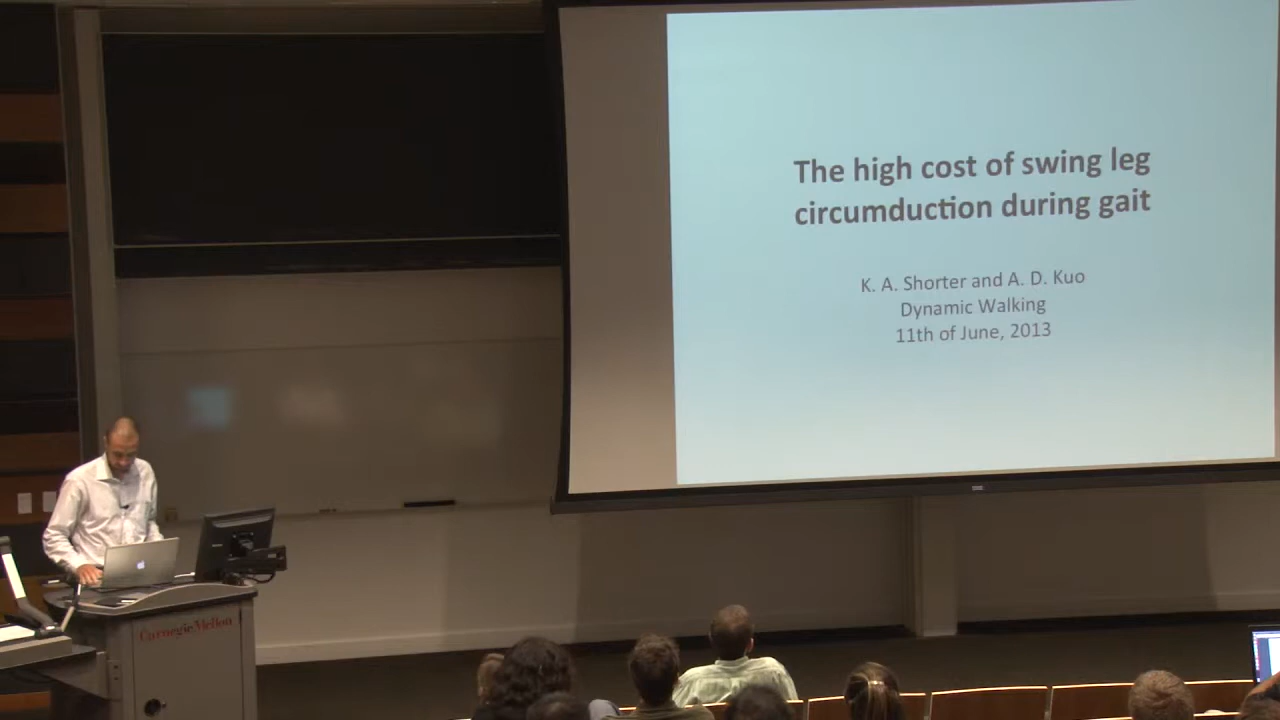 The high cost of swing leg
circumduction during gait
K. A. Shorter and A. D. Kuo
Dynamic Walking
11th of June, 2013
Carnegie Mellon